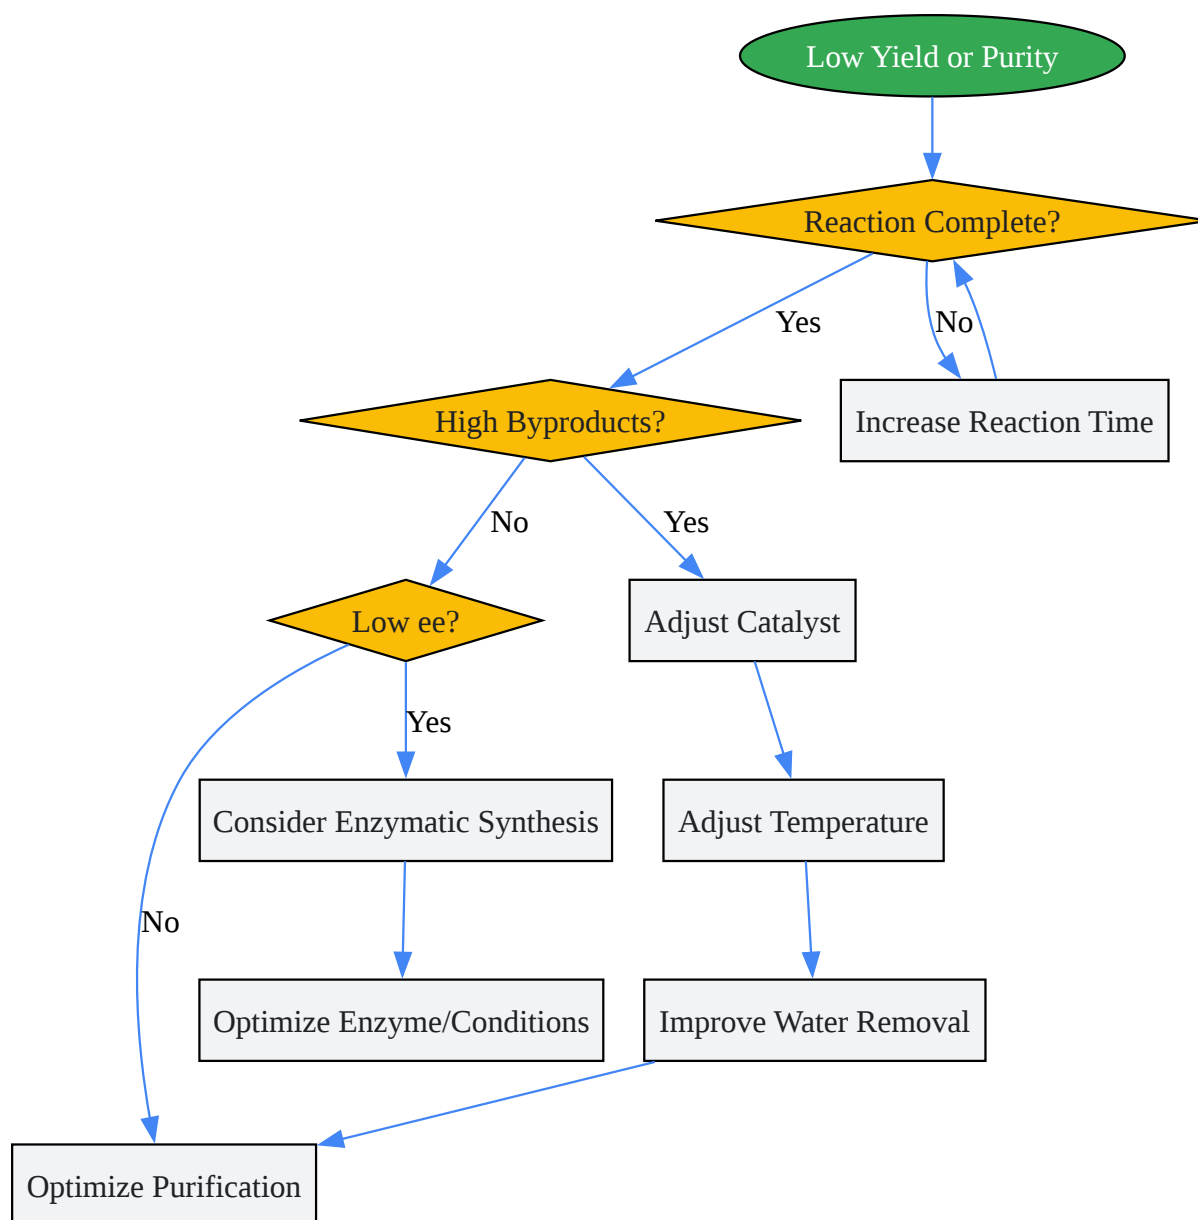 Low Yield or Purity
Reaction Complete?
Yes
No
High Byproducts?
Increase Reaction Time
No
Yes
Low ee?
Adjust Catalyst
Yes
Consider Enzymatic Synthesis
Adjust Temperature
No
Optimize Enzyme/Conditions
Improve Water Removal
Optimize Purification